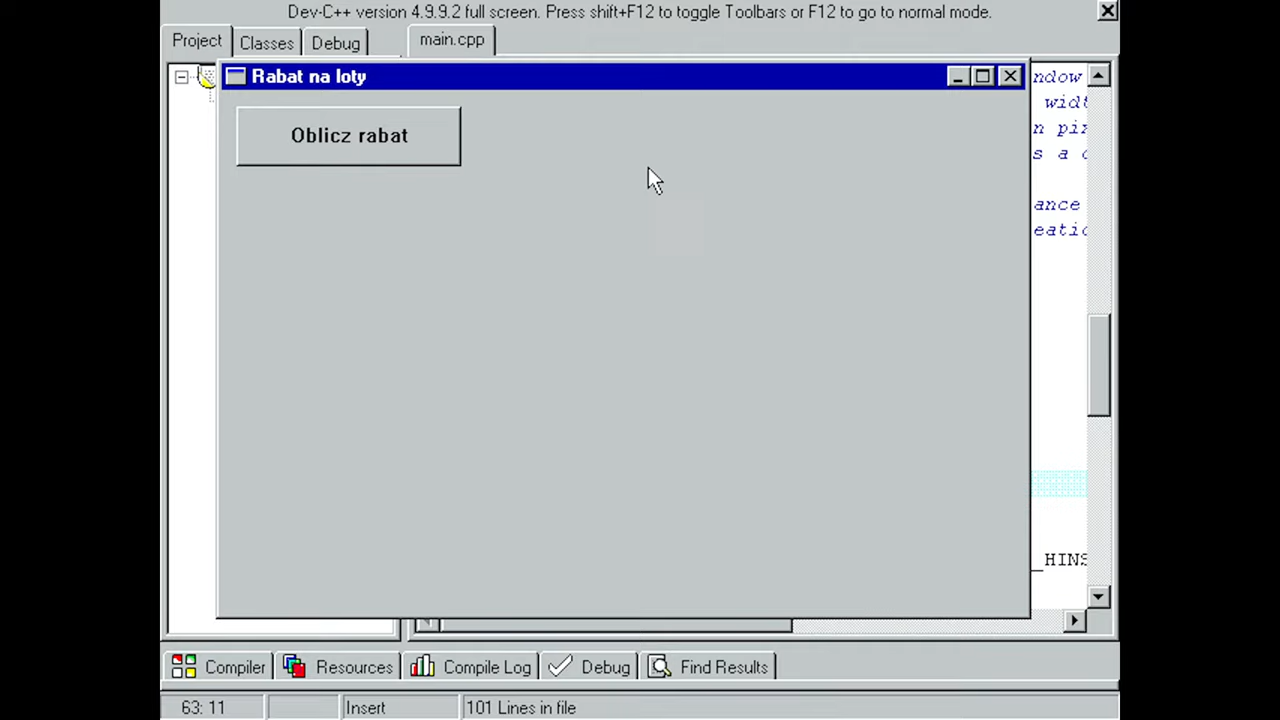 Dev-C++ version 4.9.9.2 full screen. Press shift+F12 to toggle Toolbars or F12 to go to normal mode.
Project Classes Debug main.cpp
Rabat na loty
Oblicz rabat
ndow
widt
n pix
s a
ance
eatic
_HINS
Compiler Resources Compile Log Debug Find Results
63: 11 Insert 101 Lines in file